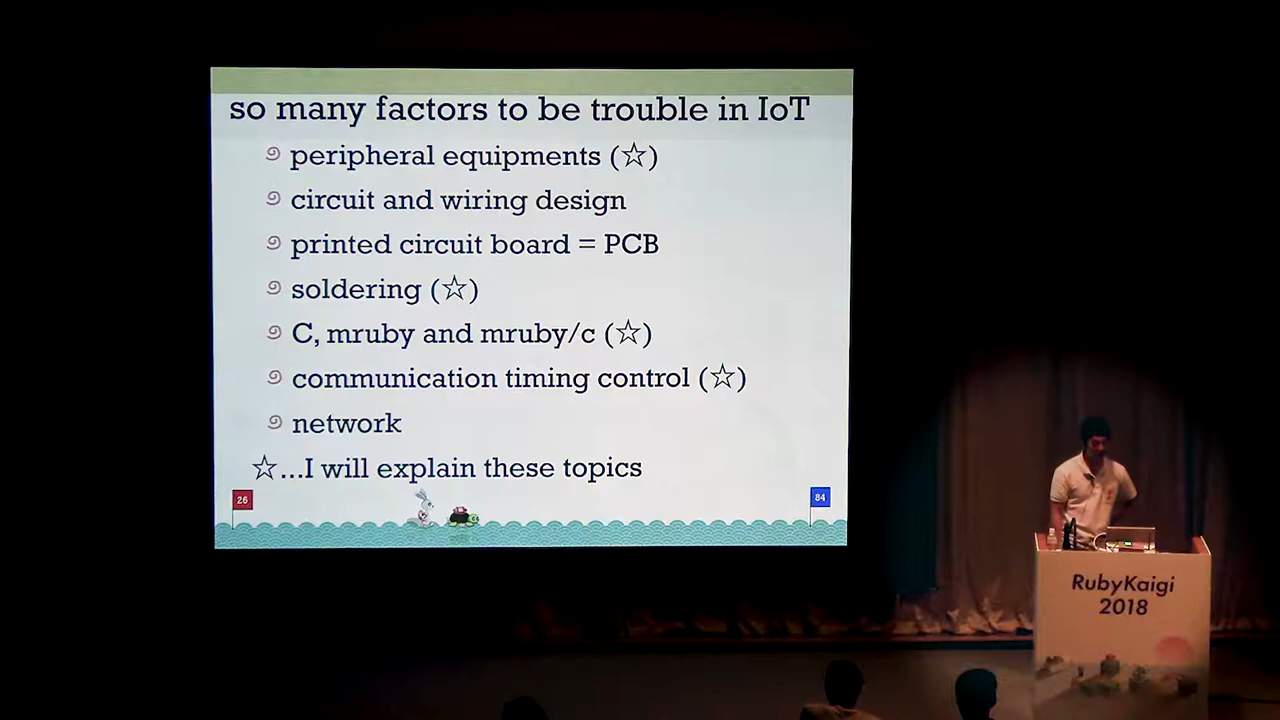 so many factors to be trouble in IoT
peripheral equipments (☆)
circuit and wiring design
printed circuit board = PCB
soldering (☆)
C, mruby and mruby/c (☆)
communication timing control (☆)
network
☆...I will explain these topics
26
84
RubyKaigi
2018